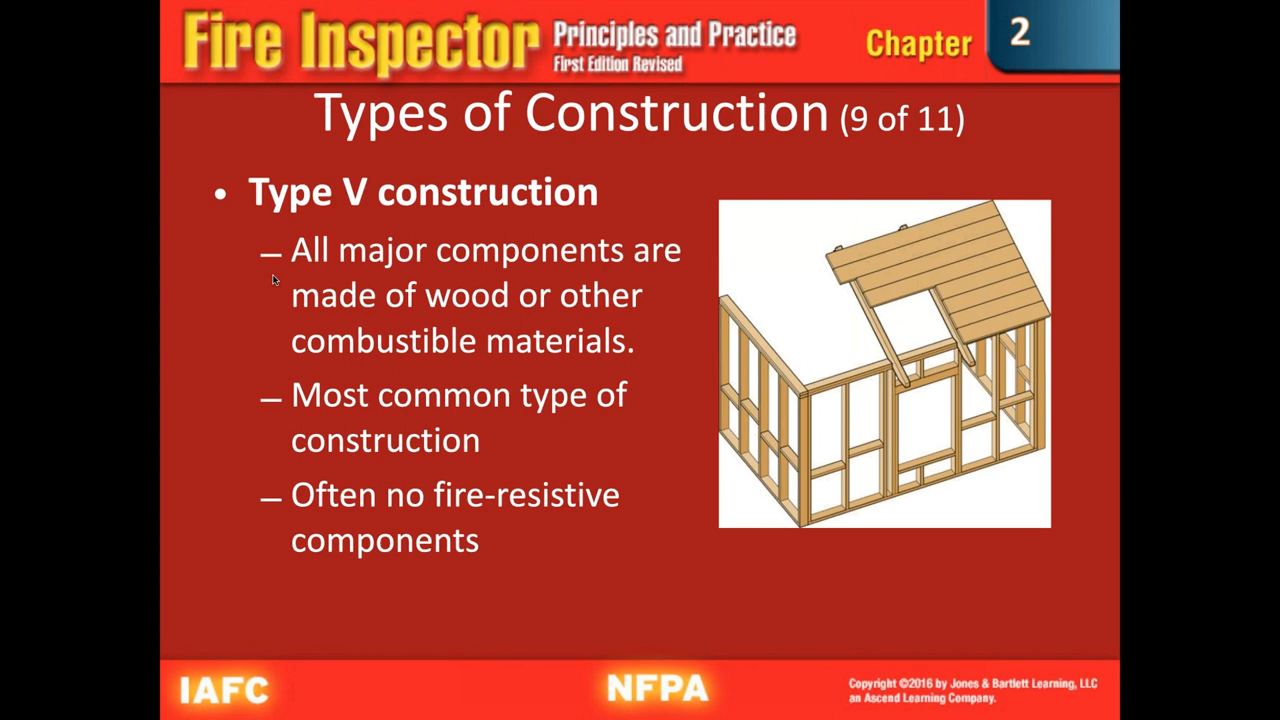 Fire Inspector Principles and Practice
First Edition Revised
Chapter 2
Types of Construction (9 of 11)
• Type V construction
– All major components are
made of wood or other
combustible materials.
– Most common type of
construction
– Often no fire-resistive
components
IAFC
NFPA
Copyright ©2016 by Jones & Bartlett Learning, LLC
an Ascend Learning Company.